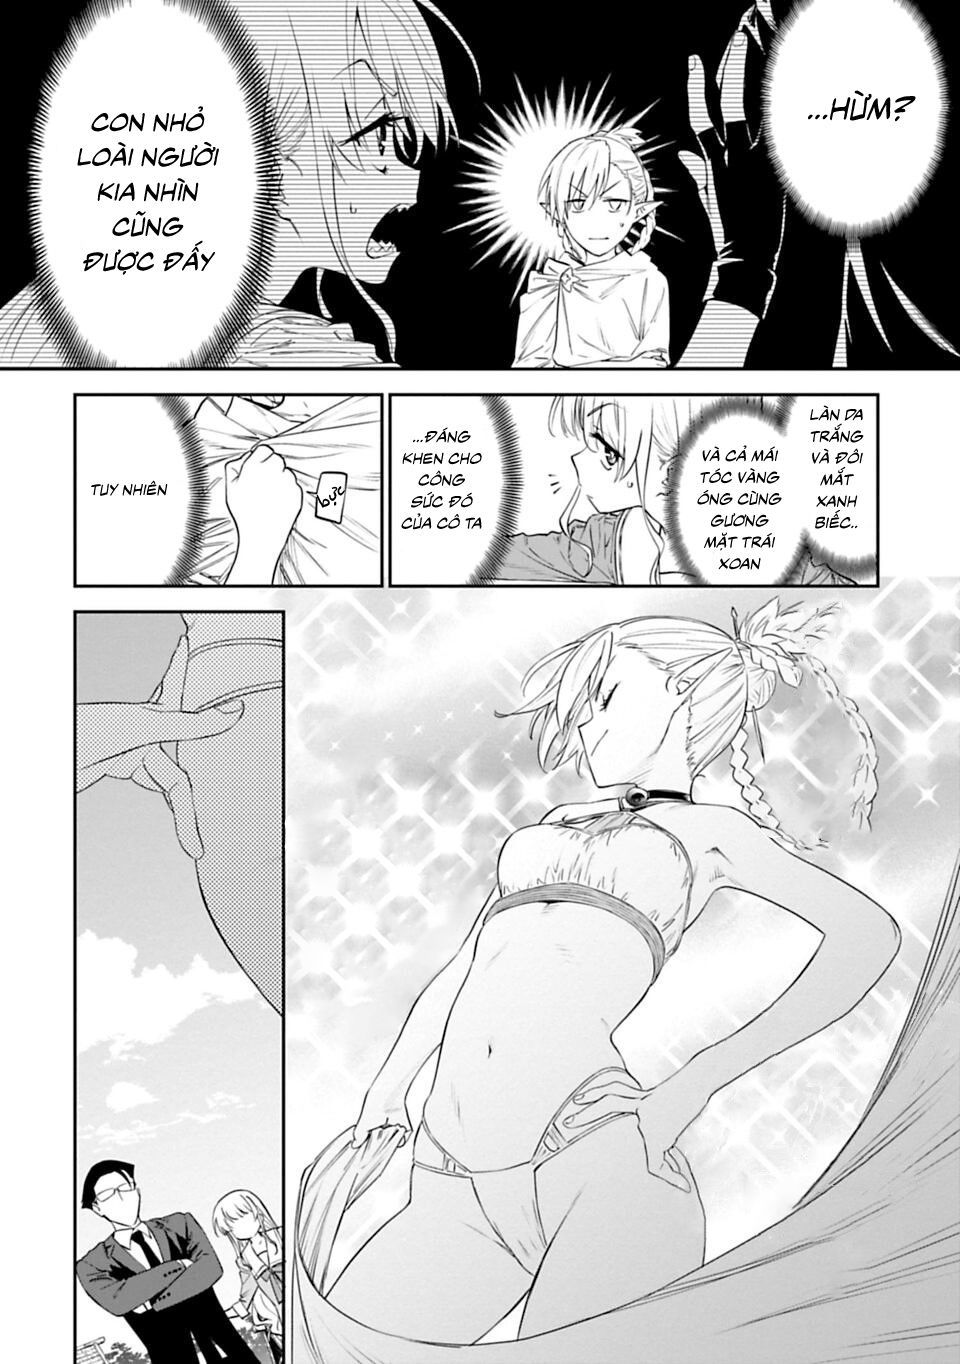 ...HỪM?
CON NHỎ
LOÀI NGƯỜI
KIA NHÌN
CŨNG
ĐƯỢC ĐẤY
LÀN DA
TRẮNG
VÀ ĐÔI
MẮT
XANH
BIẾC..
VÀ CẢ MÁI
TÓC VÀNG
ÓNG CÙNG
GƯƠNG
MẶT TRÁI
XOAN
...ĐÁNG
KHEN CHO
CÔNG
SỨC ĐÓ
CỦA CÔ TA
bực
TUY NHIÊN